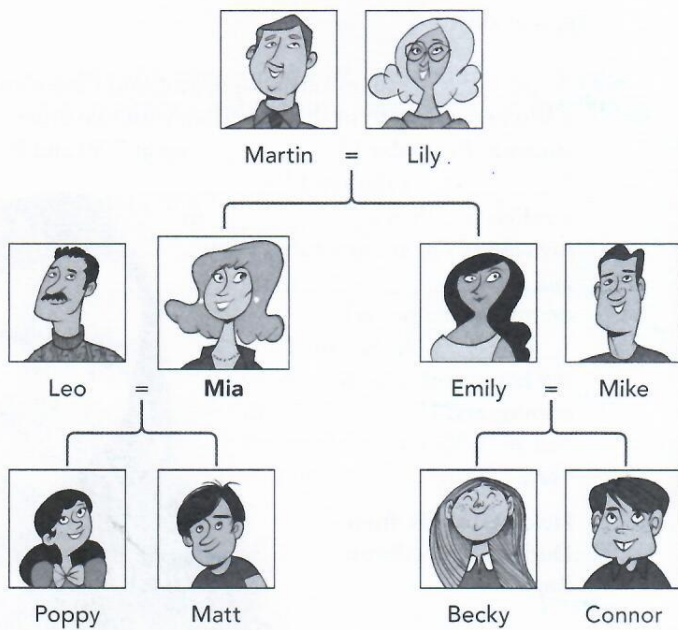 Martin = Lily
Leo = Mia Emily = Mike
Poppy Matt Becky Connor